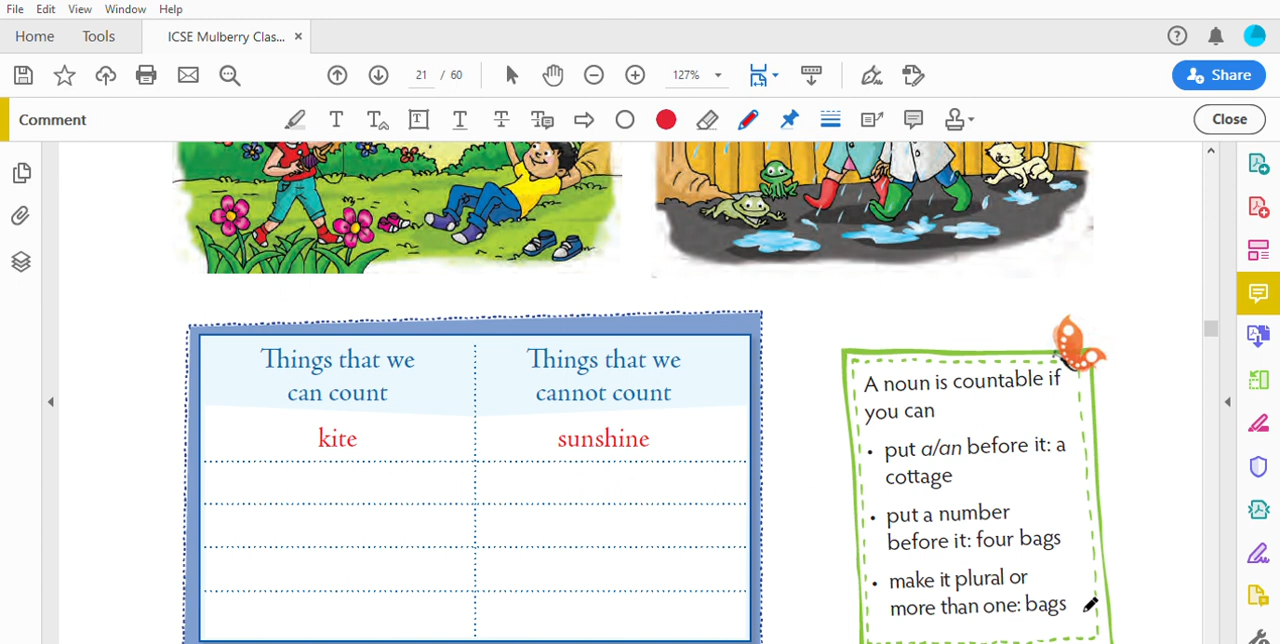 File Edit View Window Help
Home Tools ICSE Mulberry Clas... ×
21 / 60 127% Share
Comment Close
Things that we
can count
Things that we
cannot count
kite
sunshine
A noun is countable if
you can
• put a/an before it: a
cottage
• put a number
before it: four bags
• make it plural or
more than one: bags